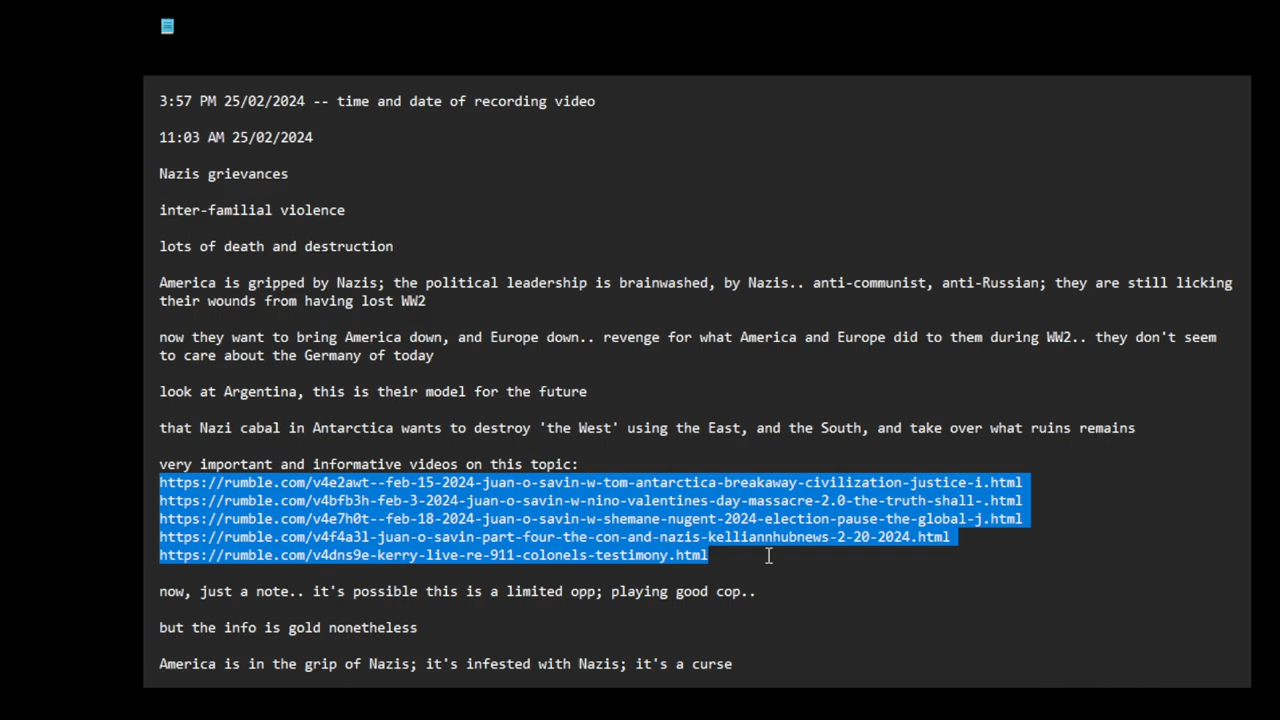 3:57 PM 25/02/2024 -- time and date of recording video
11:03 AM 25/02/2024
Nazis grievances
inter-familial violence
lots of death and destruction
America is gripped by Nazis; the political leadership is brainwashed, by Nazis.. anti-communist, anti-Russian; they are still licking
their wounds from having lost WW2
now they want to bring America down, and Europe down.. revenge for what America and Europe did to them during WW2.. they don't seem
to care about the Germany of today
look at Argentina, this is their model for the future
that Nazi cabal in Antarctica wants to destroy 'the West' using the East, and the South, and take over what ruins remains
very important and informative videos on this topic:
https://rumble.com/v4e2awt--feb-15-2024-juan-o-savin-w-tom-antarctica-breakaway-civilization-justice-i.html
https://rumble.com/v4bfb3h-feb-3-2024-juan-o-savin-w-nino-valentines-day-massacre-2.0-the-truth-shall-.html
https://rumble.com/v4e7h0t--feb-18-2024-juan-o-savin-w-shemane-nugent-2024-election-pause-the-global-j.html
https://rumble.com/v4f4a3l-juan-o-savin-part-four-the-con-and-nazis-kelliannhubnews-2-20-2024.html
https://rumble.com/v4dns9e-kerry-live-re-911-colonels-testimony.html
now, just a note.. it's possible this is a limited opp; playing good cop..
but the info is gold nonetheless
America is in the grip of Nazis; it's infested with Nazis; it's a curse